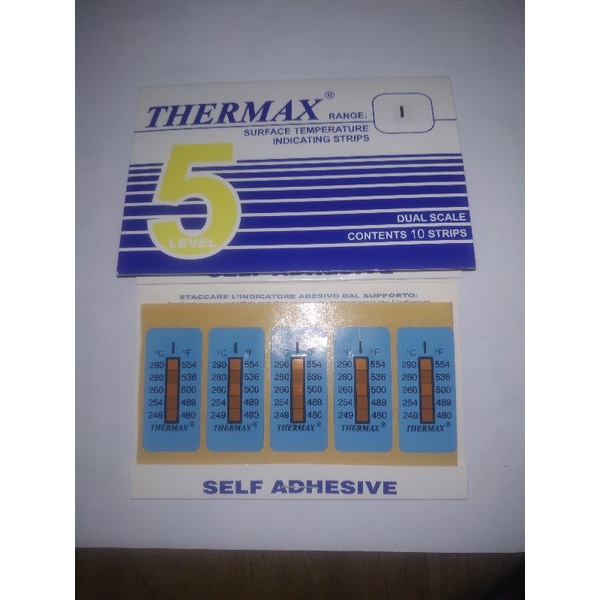 THERMAX® RANGE: I
SURFACE TEMPERATURE
INDICATING STRIPS
5
LEVEL
DUAL SCALE
CONTENTS 10 STRIPS
SELF ADHESIVE
STACCARE L'INDICATORE ADESIVO DAL SUPPORTO:
°C I °F
290 554
280 536
260 500
254 489
249 480
THERMAX®
°C I °F
290 554
280 536
260 500
254 489
249 480
THERMAX®
°C I °F
290 554
280 536
260 500
254 489
249 480
THERMAX®
°C I °F
290 554
280 536
260 500
254 489
249 480
THERMAX®
°C I °F
290 554
280 536
260 500
254 489
249 480
THERMAX®
SELF ADHESIVE